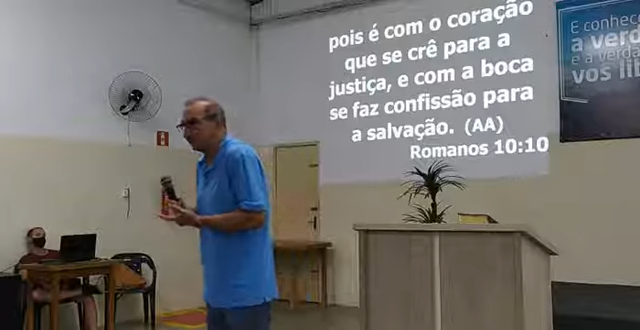 pois é com o coração
que se crê para a
justiça, e com a boca
se faz confissão para
a salvação. (AA)
Romanos 10:10
E conhec
a verd
e a verda
vos lib